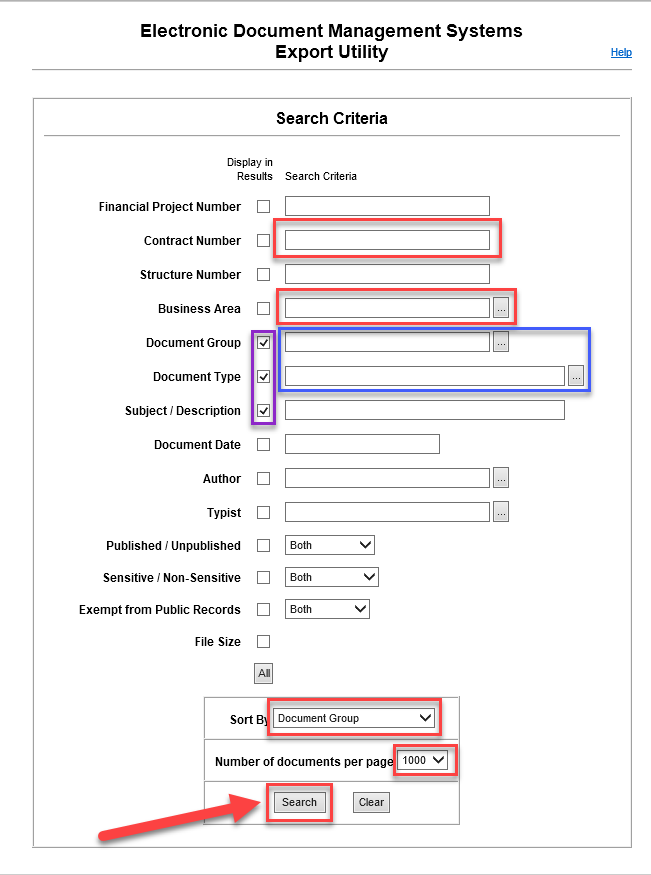 Electronic Document Management Systems
Export Utility
Help
Search Criteria
Display in
Results Search Criteria
Financial Project Number
Contract Number
Structure Number
Business Area ...
Document Group ...
Document Type ...
Subject / Description
Document Date
Author ...
Typist ...
Published / Unpublished Both
Sensitive / Non-Sensitive Both
Exempt from Public Records Both
File Size
All
Sort By Document Group
Number of documents per page 1000
Search Clear